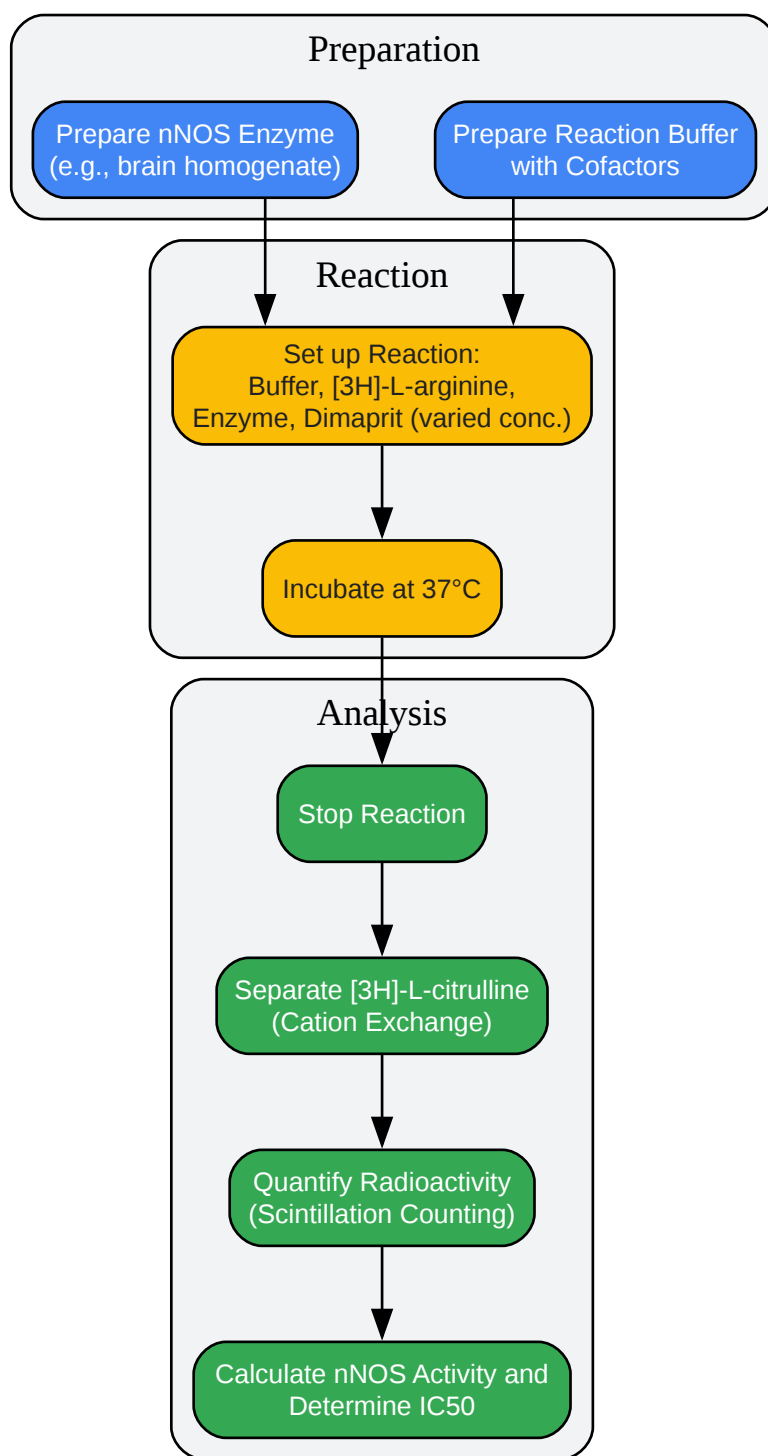 Preparation
Prepare nNOS Enzyme
(e.g., brain homogenate)
Prepare Reaction Buffer
with Cofactors
Reaction
Set up Reaction:
Buffer, [3H]-L-arginine,
Enzyme, Dimaprit (varied conc.)
Incubate at 37°C
Analysis
Stop Reaction
Separate [3H]-L-citrulline
(Cation Exchange)
Quantify Radioactivity
(Scintillation Counting)
Calculate nNOS Activity and
Determine IC50